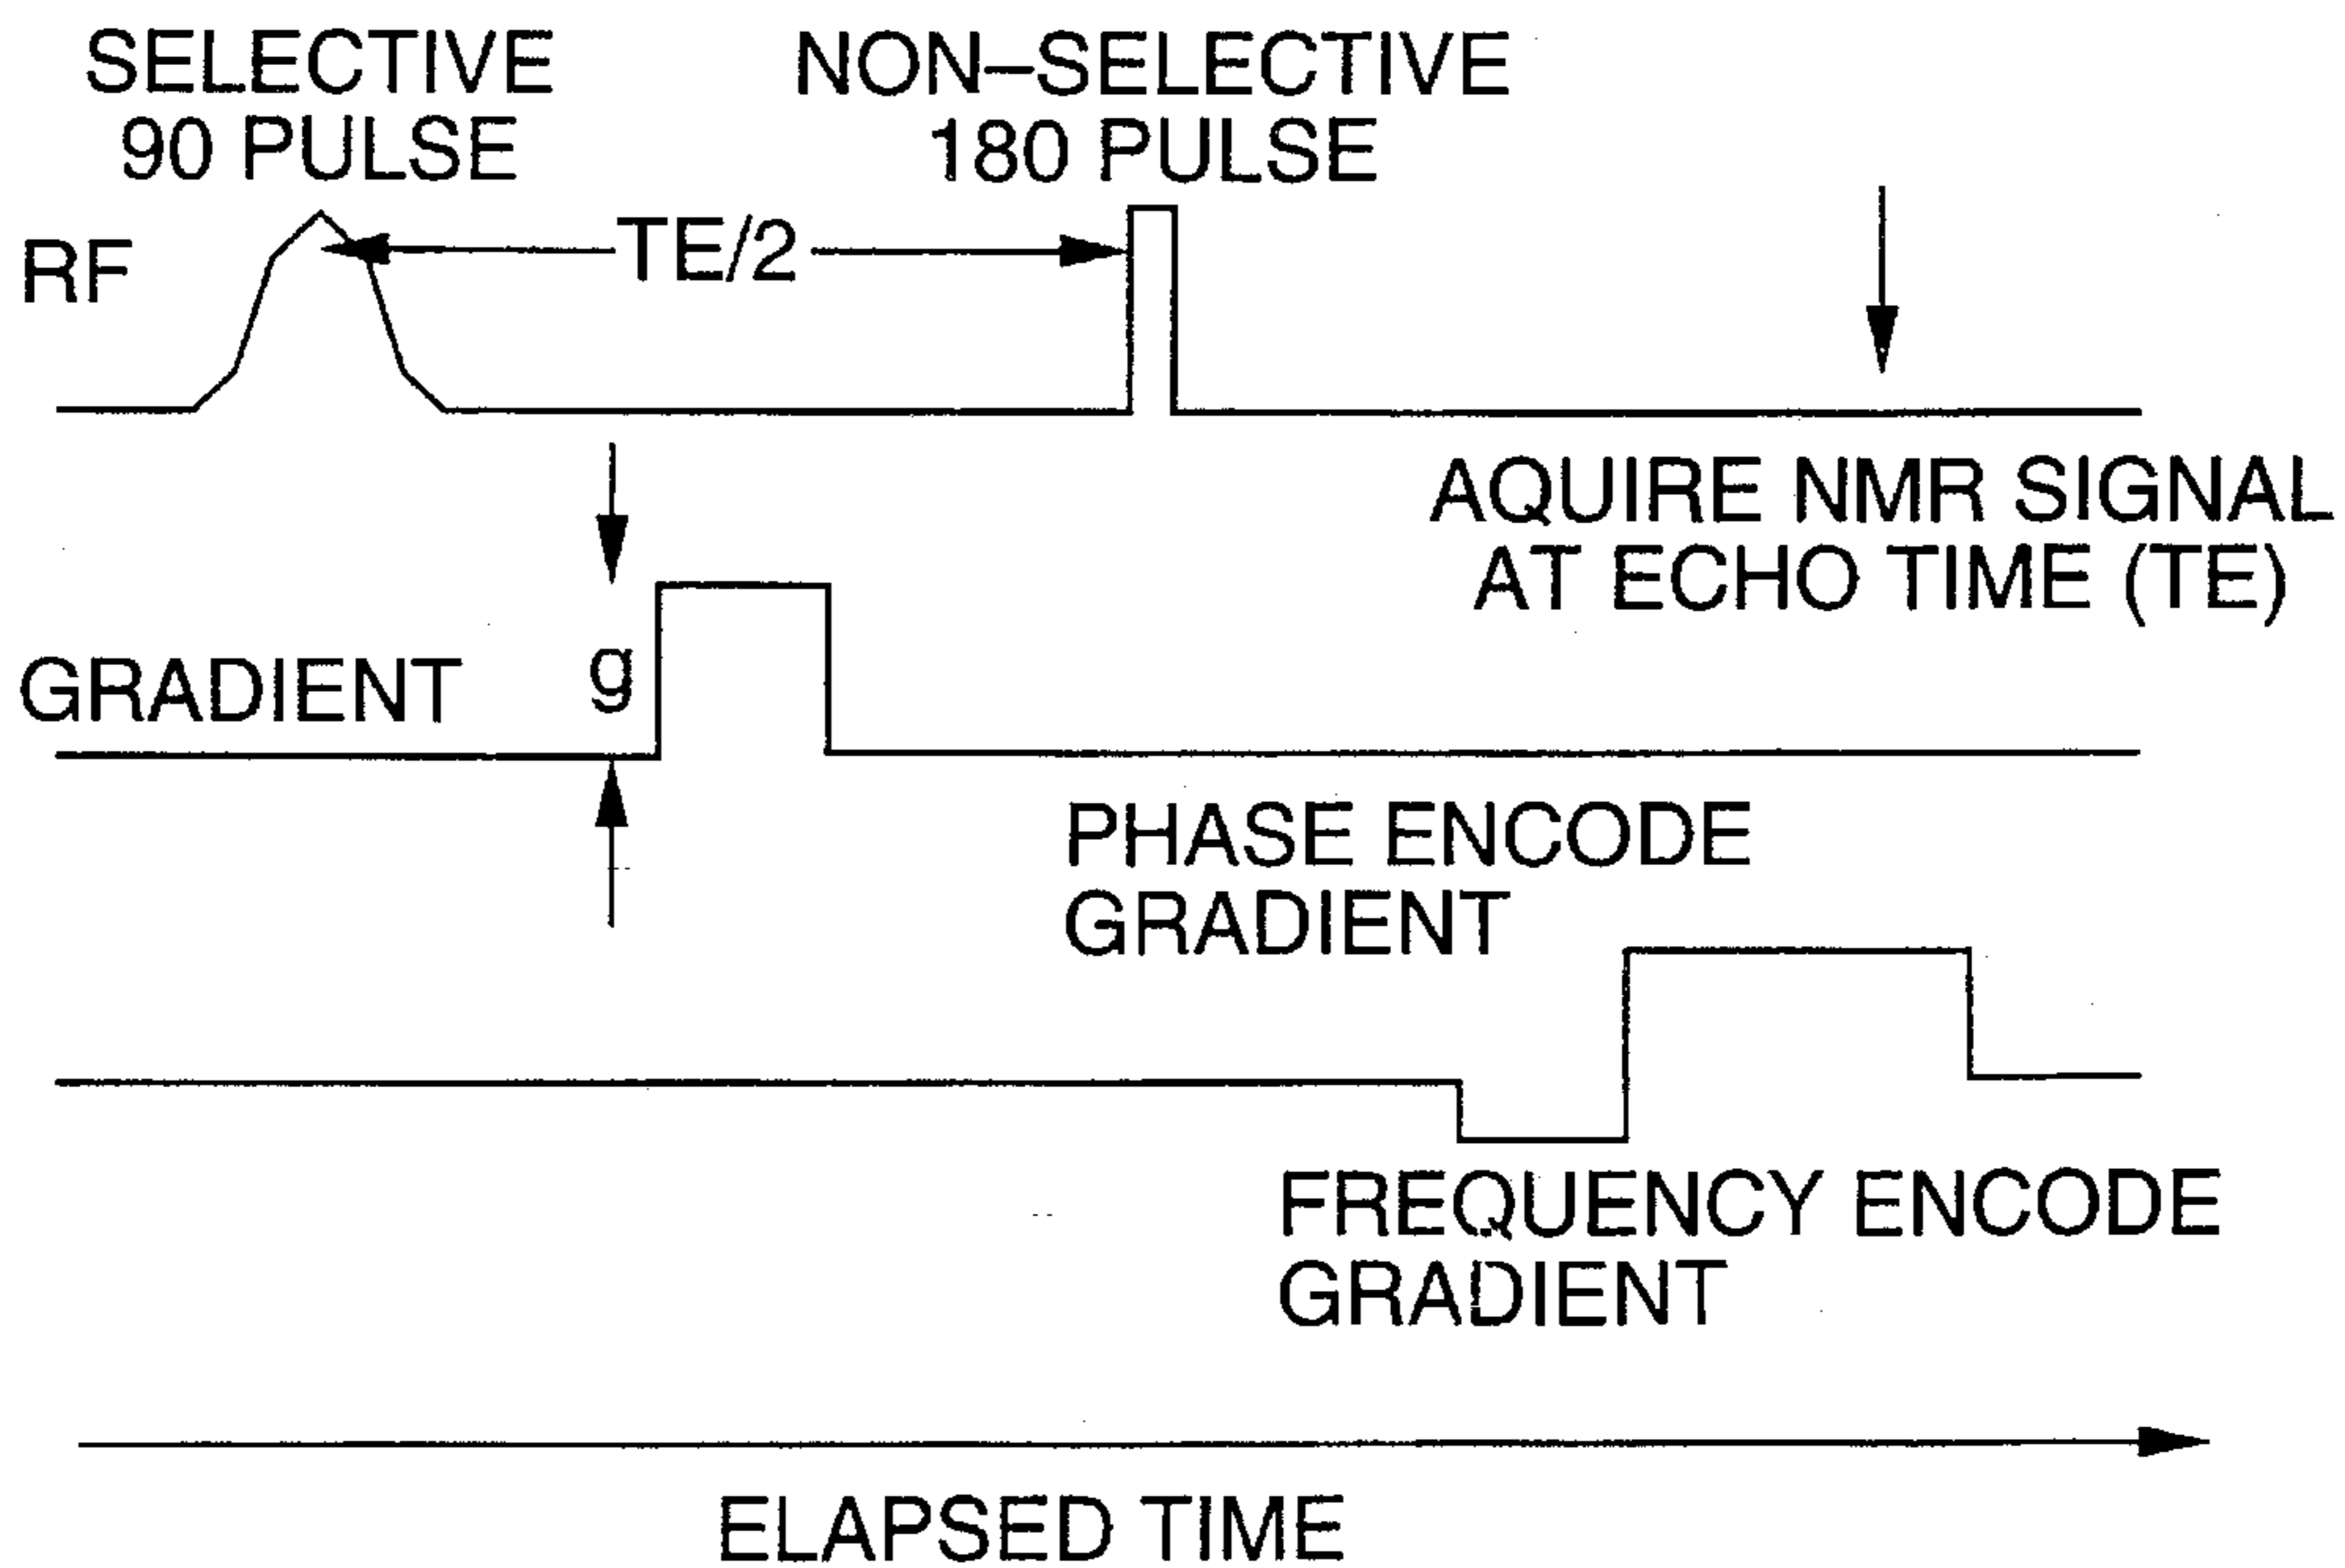 SELECTIVE
90 PULSE
NON-SELECTIVE
180 PULSE
RF
TE/2
AQUIRE NMR SIGNAL
AT ECHO TIME (TE)
GRADIENT
g
PHASE ENCODE
GRADIENT
FREQUENCY ENCODE
GRADIENT
ELAPSED TIME